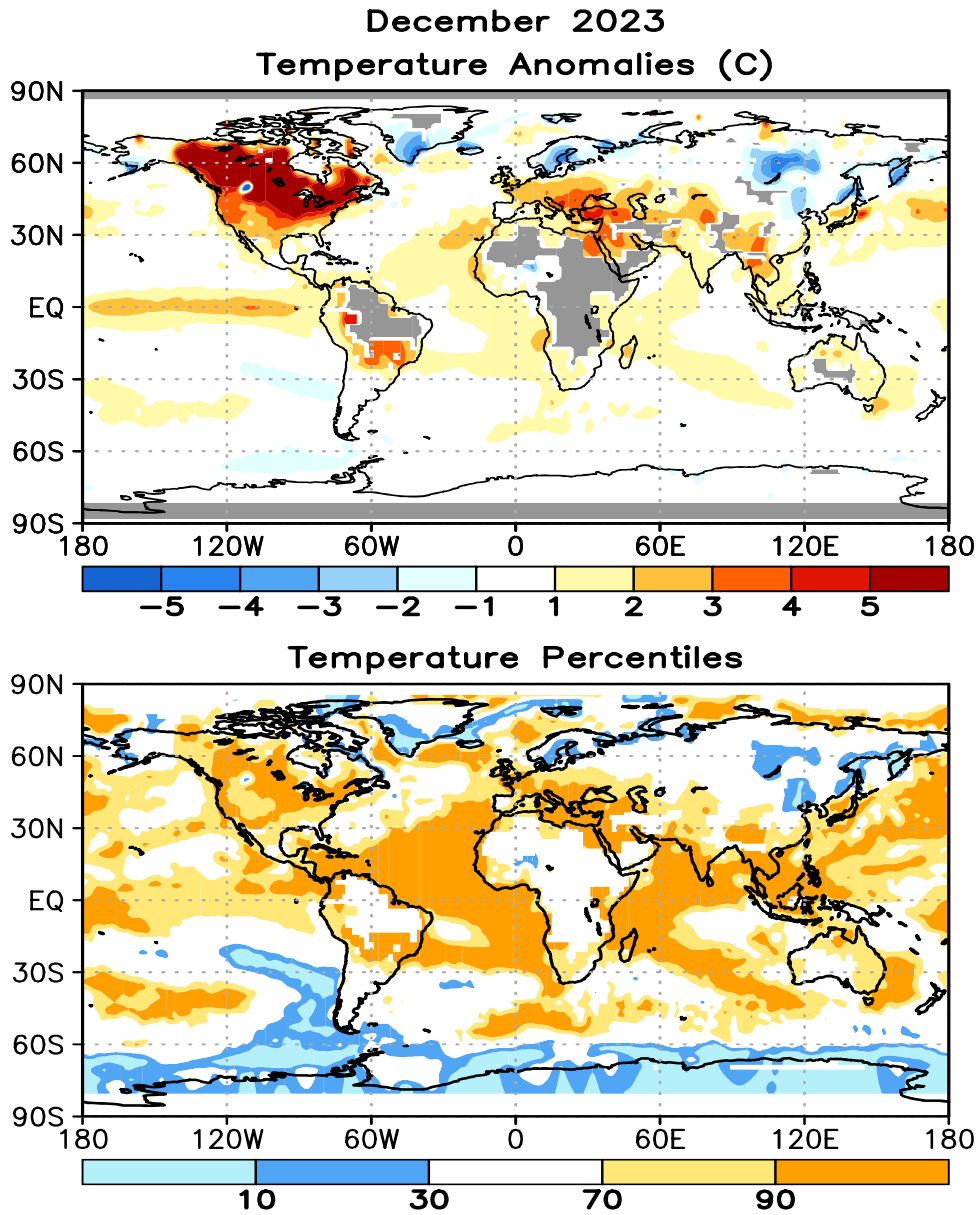 December 2023
Temperature Anomalies (C)
90N
60N
30N
EQ
30S
60S
90S
180 120W 60W 0 60E 120E 180
−5 −4 −3 −2 −1 1 2 3 4 5
Temperature Percentiles
90N
60N
30N
EQ
30S
60S
90S
180 120W 60W 0 60E 120E 180
10 30 70 90